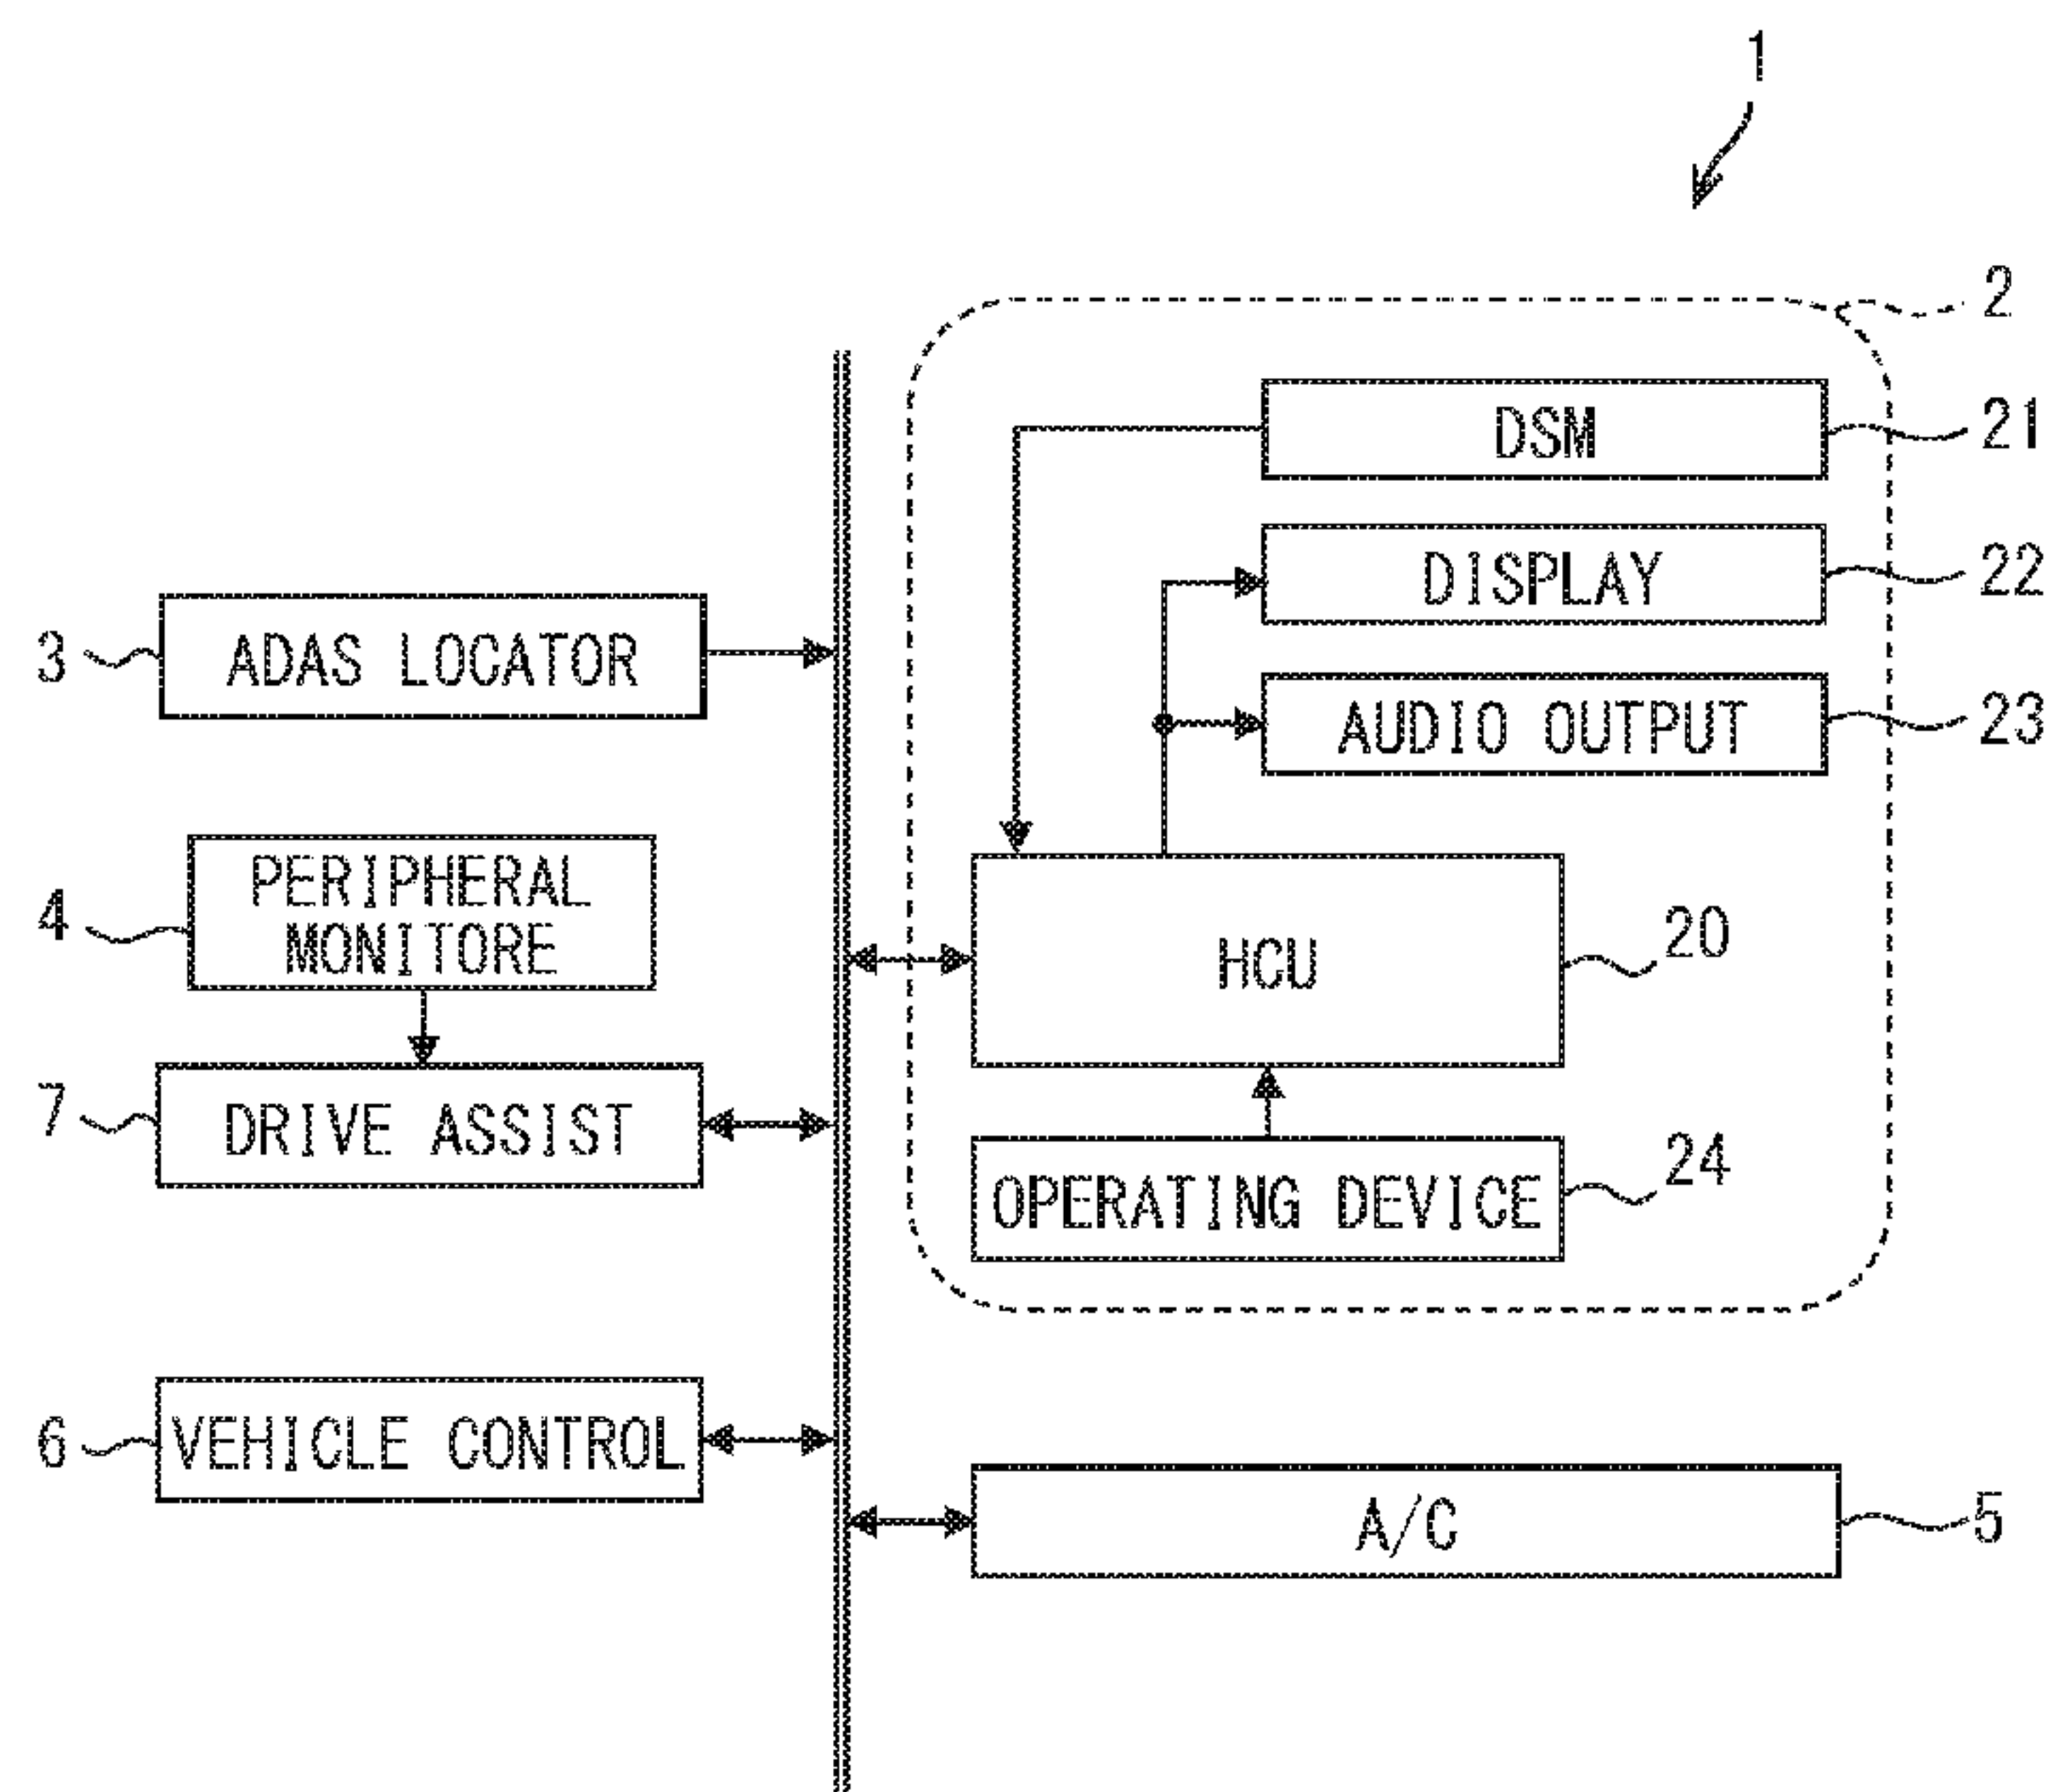 1
2
DSM
21
DISPLAY
22
3
ADAS LOCATOR
AUDIO OUTPUT
23
4
PERIPHERAL
MONITORE
HCU
20
7
DRIVE ASSIST
OPERATING DEVICE
24
6
VEHICLE CONTROL
A/C
5